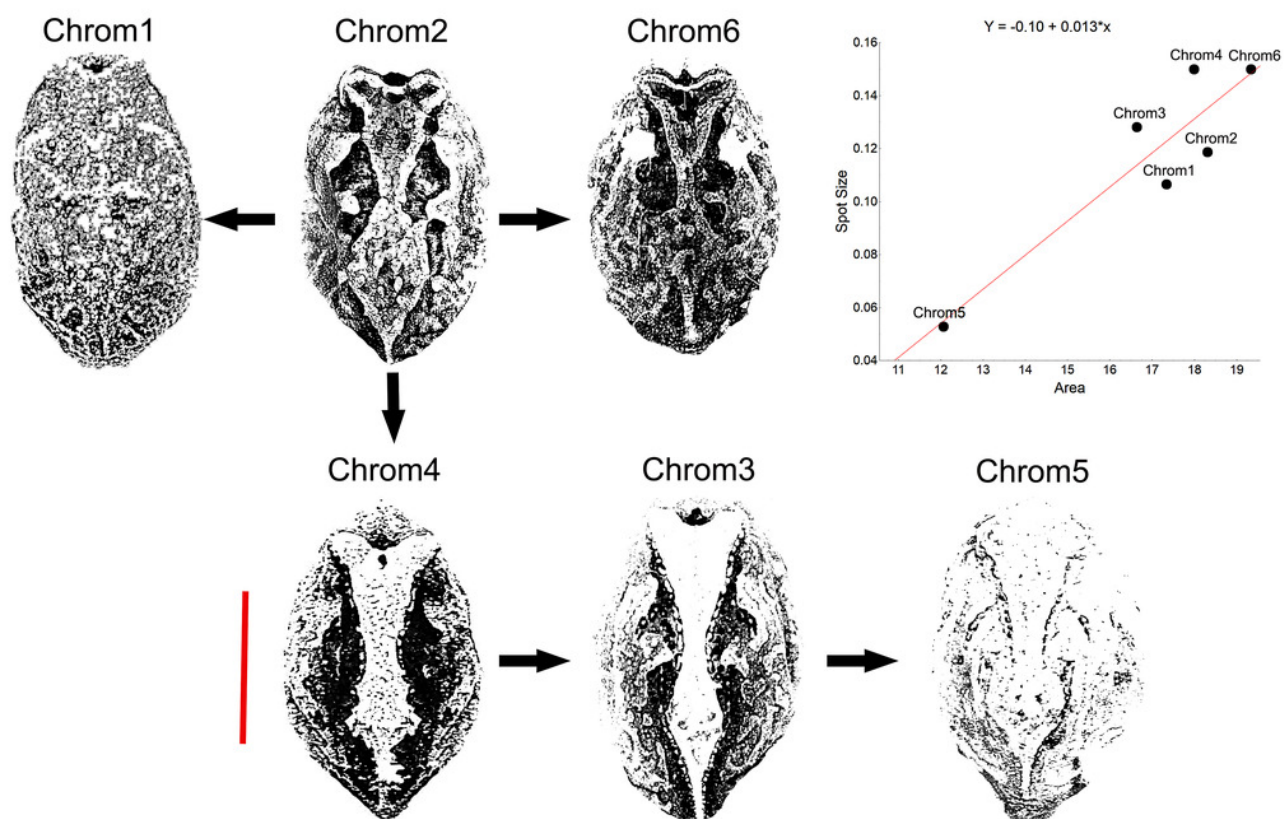 Chrom1
Chrom2
Chrom6
Y = -0.10 + 0.013*x
0.16
0.14
0.12
0.10
0.08
0.06
0.04
Spot Size
Chrom4
Chrom6
Chrom3
Chrom2
Chrom1
Chrom5
11 12 13 14 15 16 17 18 19
Area
Chrom4
Chrom3
Chrom5